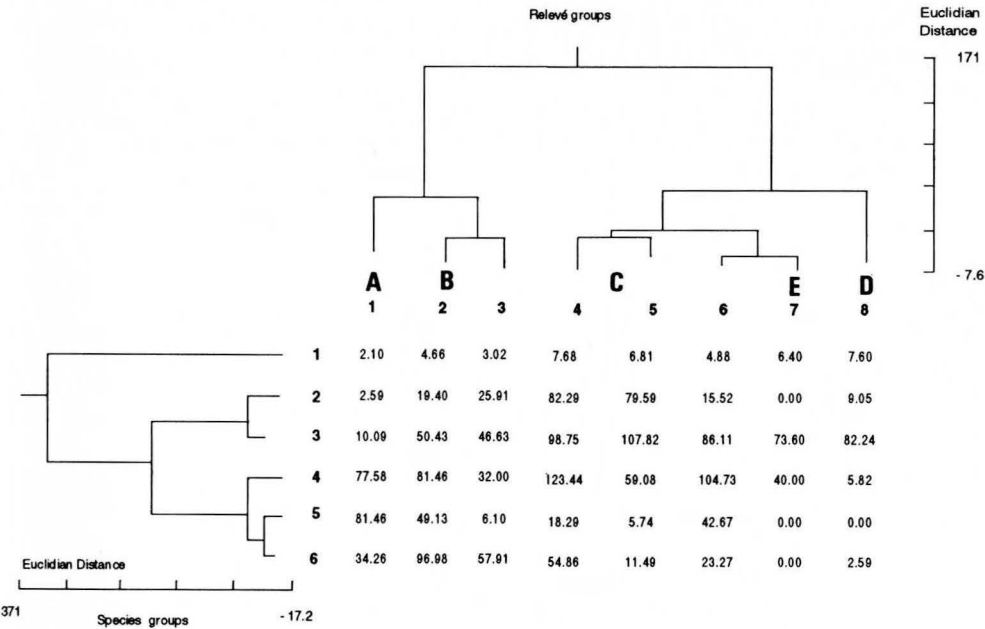 Relevé groups
Euclidian
Distance
171
- 7.6
A B C E D
1 2 3 4 5 6 7 8
1 2.10 4.66 3.02 7.68 6.81 4.88 6.40 7.60
2 2.59 19.40 25.91 82.29 79.59 15.52 0.00 9.05
3 10.09 50.43 46.63 98.75 107.82 86.11 73.60 82.24
4 77.58 81.46 32.00 123.44 59.08 104.73 40.00 5.82
5 81.46 49.13 6.10 18.29 5.74 42.67 0.00 0.00
6 34.26 96.98 57.91 54.86 11.49 23.27 0.00 2.59
Euclidian Distance
371
Species groups
- 17.2